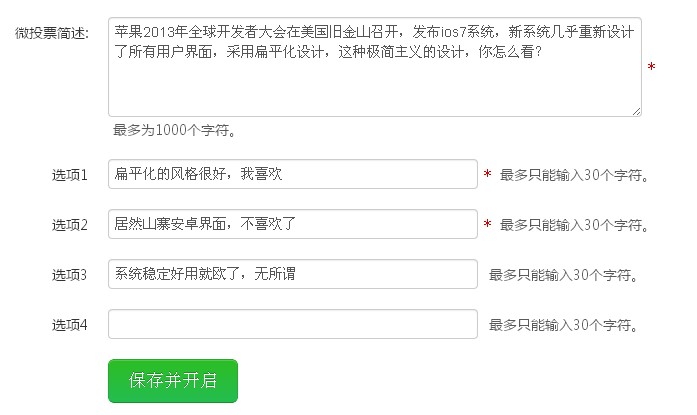 微投票简述:
苹果2013年全球开发者大会在美国旧金山召开，发布ios7系统，新系统几乎重新设计
了所有用户界面，采用扁平化设计，这种极简主义的设计，你怎么看?
*
最多为1000个字符。
选项1 扁平化的风格很好，我喜欢 * 最多只能输入30个字符。
选项2 居然山寨安卓界面，不喜欢了 * 最多只能输入30个字符。
选项3 系统稳定好用就欧了，无所谓 最多只能输入30个字符。
选项4 最多只能输入30个字符。
保存并开启